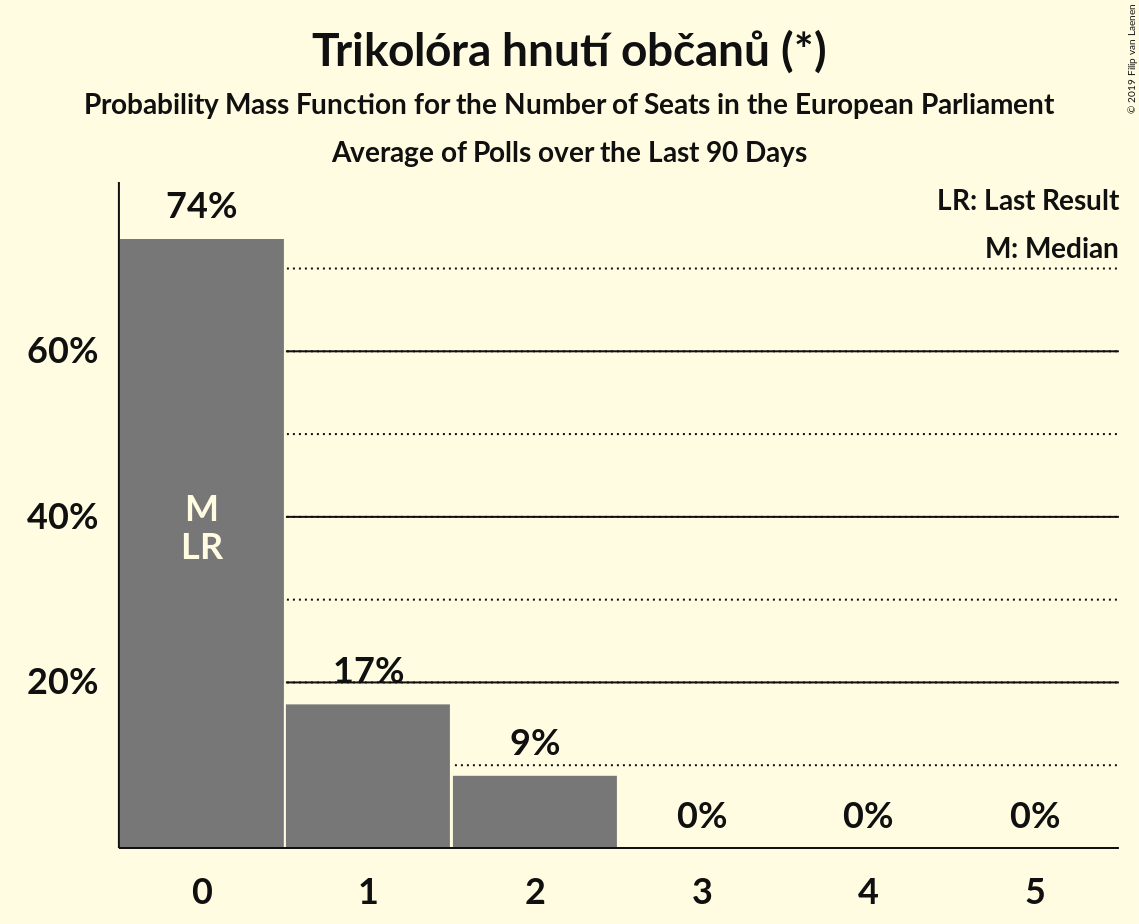 Trikolóra hnutí občanů (*)
Probability Mass Function for the Number of Seats in the European Parliament
Average of Polls over the Last 90 Days
© 2019 Filip van Laenen
LR: Last Result
M: Median
74%
60%
M
40%
LR
17%
20%
9%
0% 0% 0%
0 1 2 3 4 5